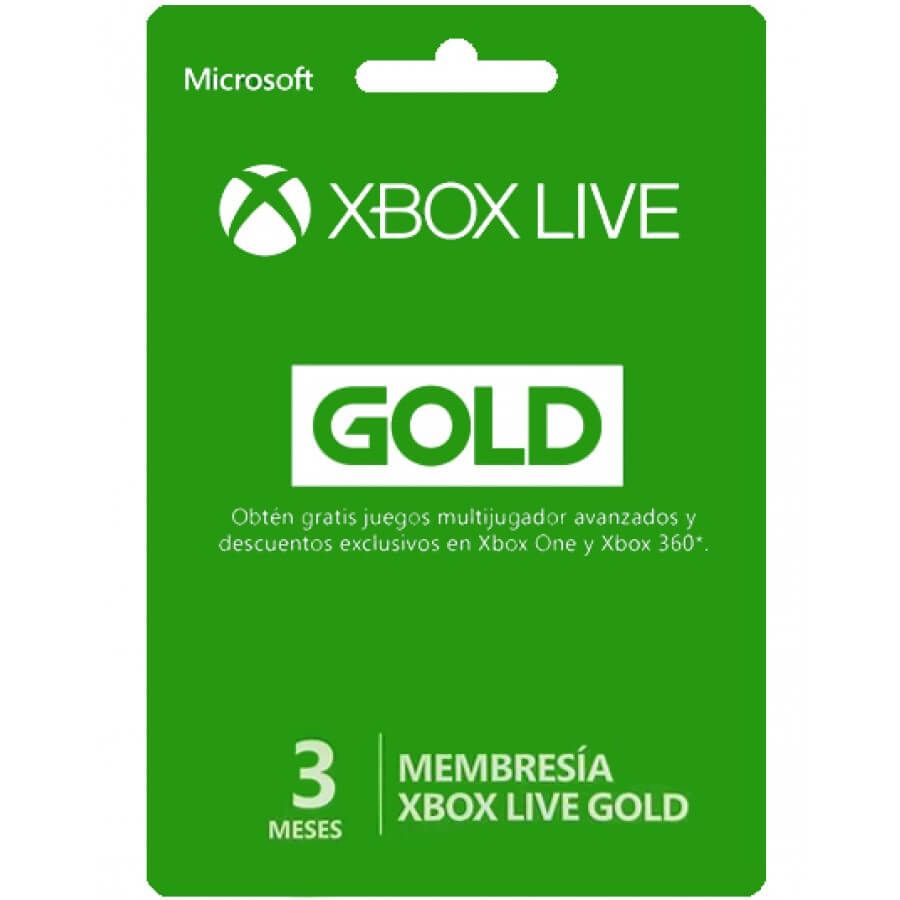 Microsoft
XBOX LIVE
GOLD
Obtén gratis juegos multijugador avanzados y
descuentos exclusivos en Xbox One y Xbox 360*.
3
MESES
MEMBRESÍA
XBOX LIVE GOLD